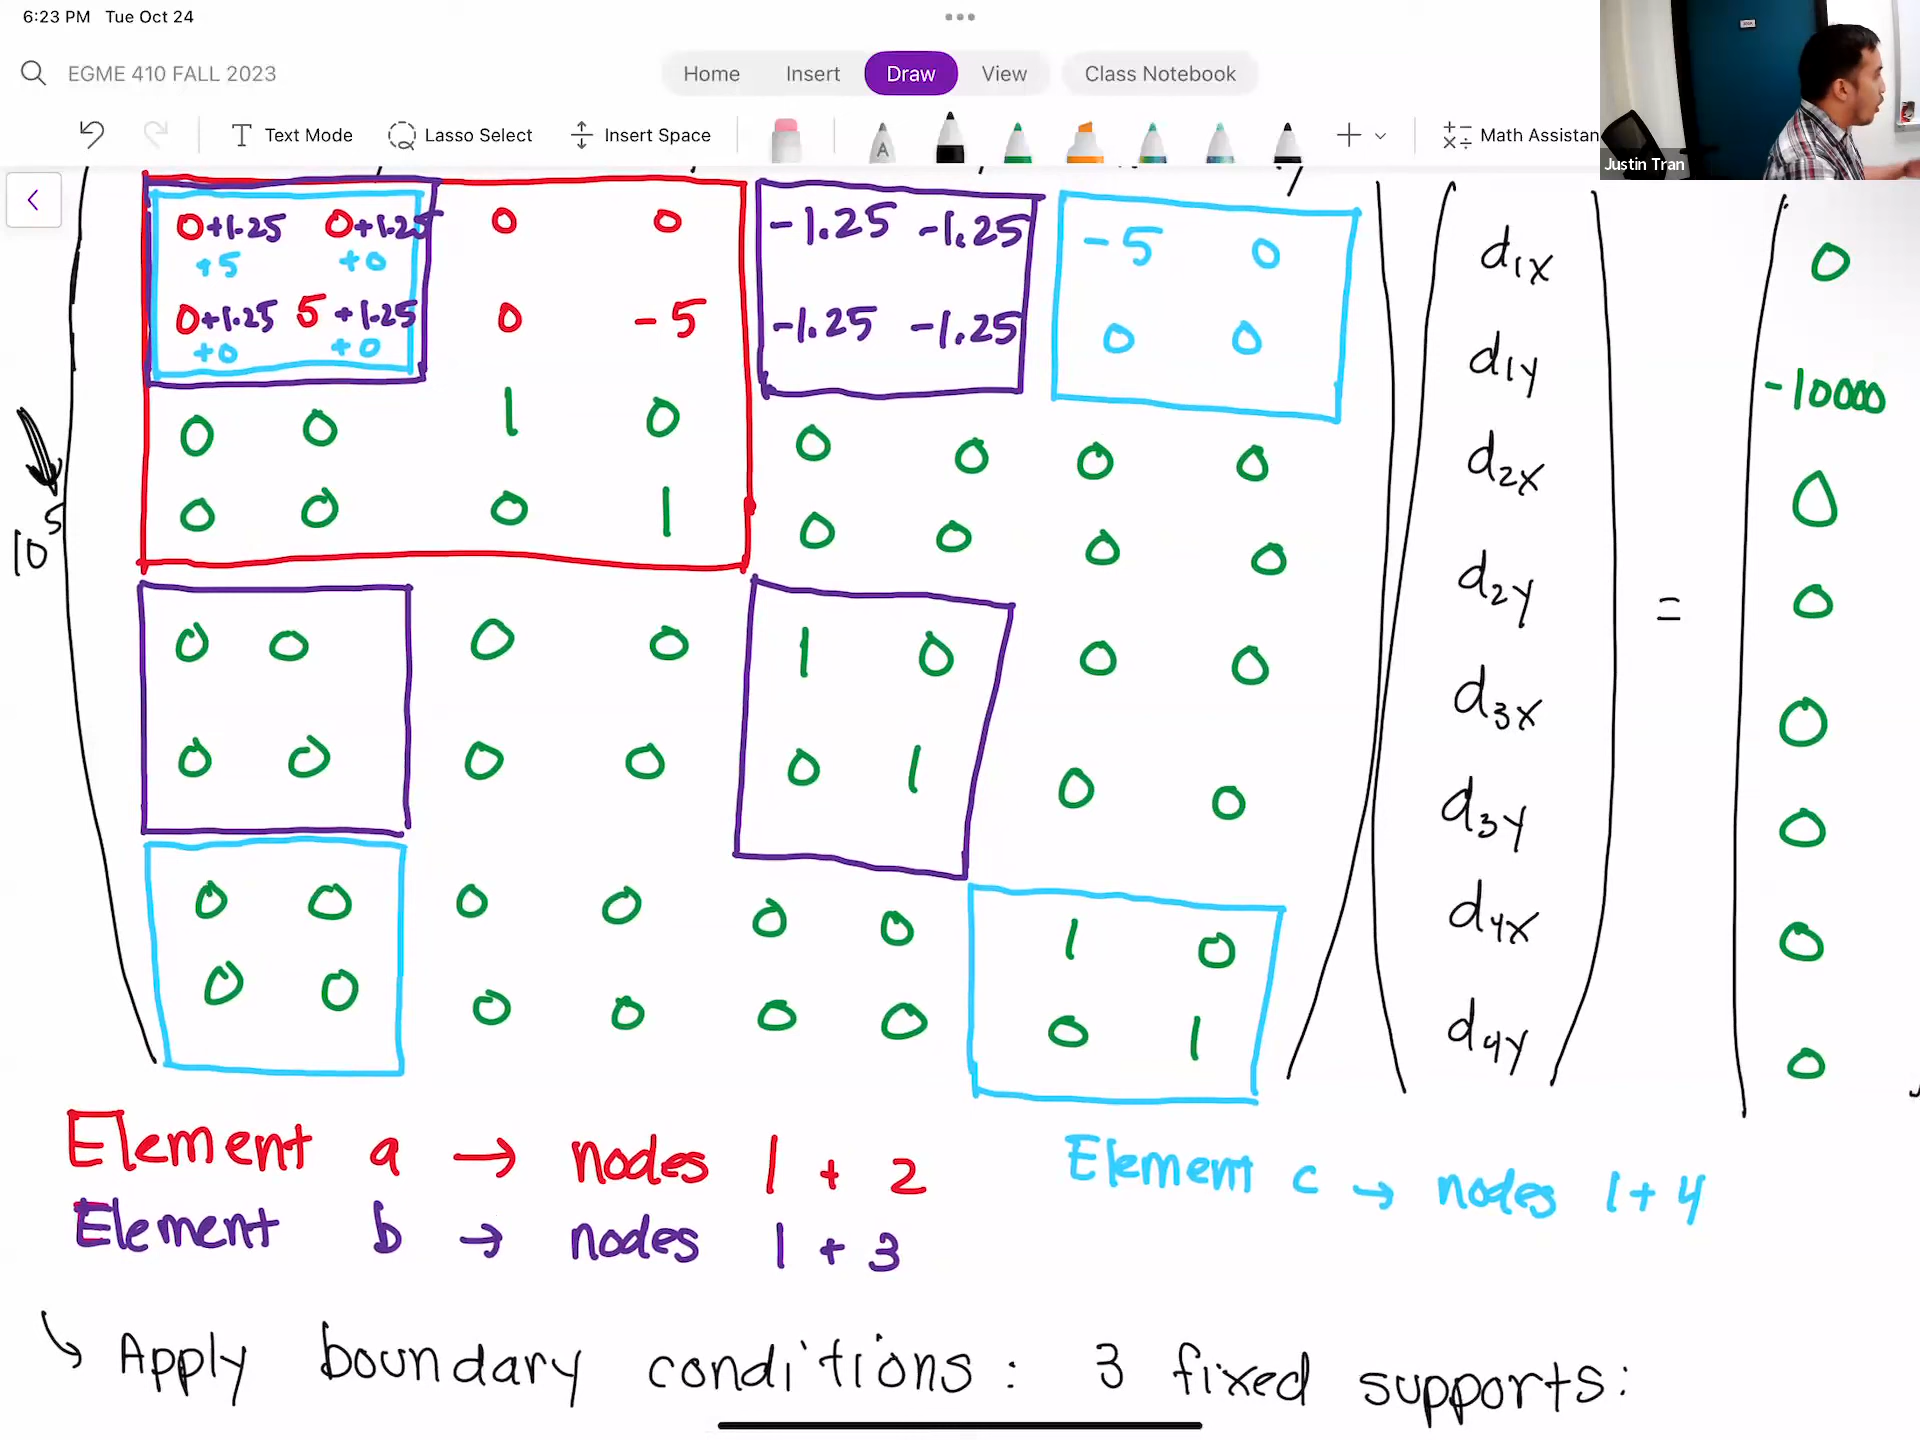 6:23 PM Tue Oct 24
EGME 410 FALL 2023
Home Insert Draw View Class Notebook
Text Mode Lasso Select Insert Space Math Assistan
Justin Tran
0+1.25 0+1.25 0 0 -1.25 -1.25 -5 0 d1x 0
+5 +0
0+1.25 5+1.25 0 -5 -1.25 -1.25 0 0 d1y -10000
+0 +0
0 0 1 0 0 0 0 0 d2x 0
10^5 0 0 0 1 0 0 0 0 d2y = 0
0 0 0 0 1 0 0 0 d3x 0
0 0 0 0 0 1 0 0 d3y 0
0 0 0 0 0 0 1 0 d4x 0
0 0 0 0 0 0 0 1 d4y 0
Element a → nodes 1 + 2
Element c → nodes 1 + 4
Element b → nodes 1 + 3
↳ Apply boundary conditions: 3 fixed supports: